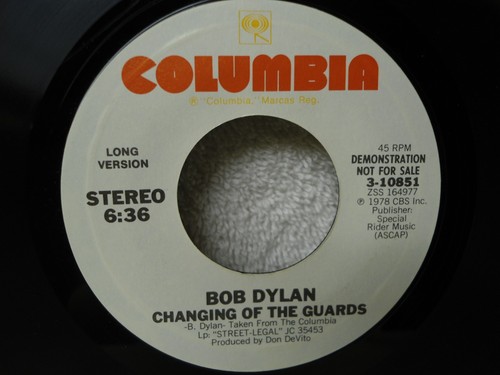 COLUMBIA
®, "Columbia," Marcas Reg.
LONG
VERSION
STEREO
6:36
45 RPM
DEMONSTRATION
NOT FOR SALE
3-10851
ZSS 164977
℗ 1978 CBS Inc.
Publisher:
Special
Rider Music
(ASCAP)
BOB DYLAN
CHANGING OF THE GUARDS
-B. Dylan- Taken From The Columbia
Lp: "STREET-LEGAL" JC 35453
Produced by Don DeVito